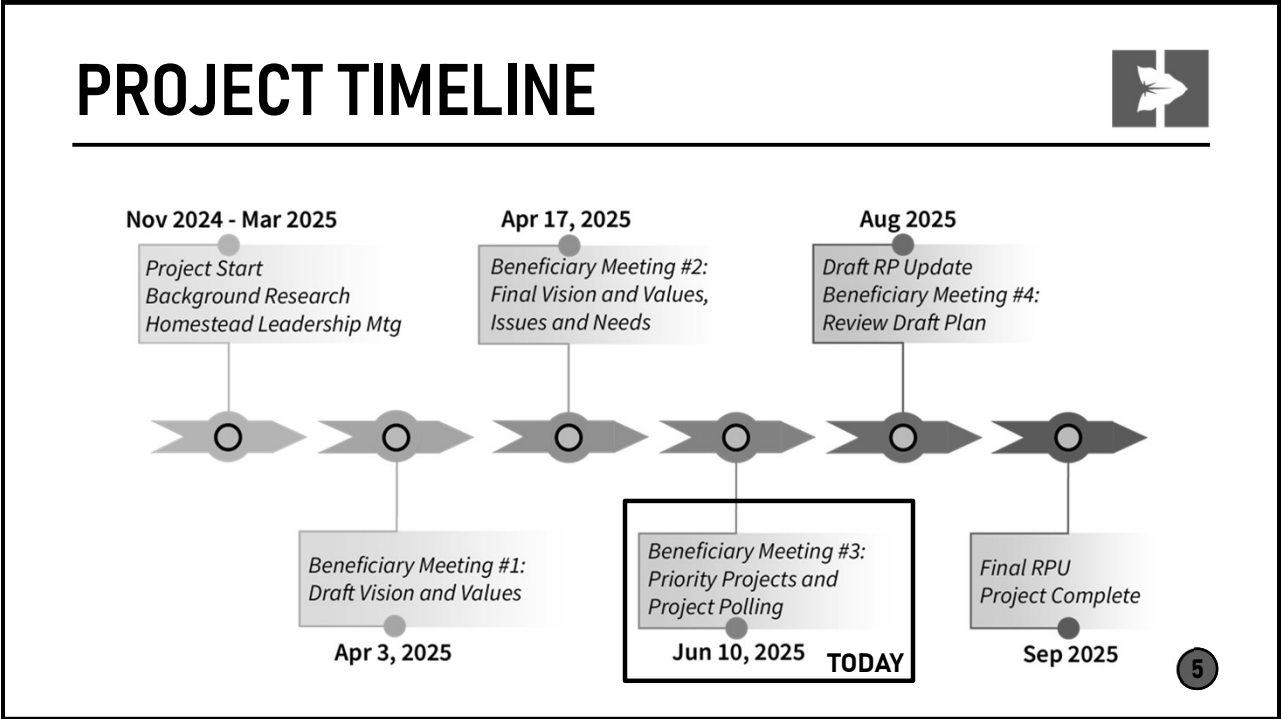 PROJECT TIMELINE
Nov 2024 - Mar 2025
Project Start
Background Research
Homestead Leadership Mtg
Apr 3, 2025
Beneficiary Meeting #1:
Draft Vision and Values
Apr 17, 2025
Beneficiary Meeting #2:
Final Vision and Values,
Issues and Needs
Beneficiary Meeting #3:
Priority Projects and
Project Polling
Jun 10, 2025
TODAY
Aug 2025
Draft RP Update
Beneficiary Meeting #4:
Review Draft Plan
Final RPU
Project Complete
Sep 2025
5